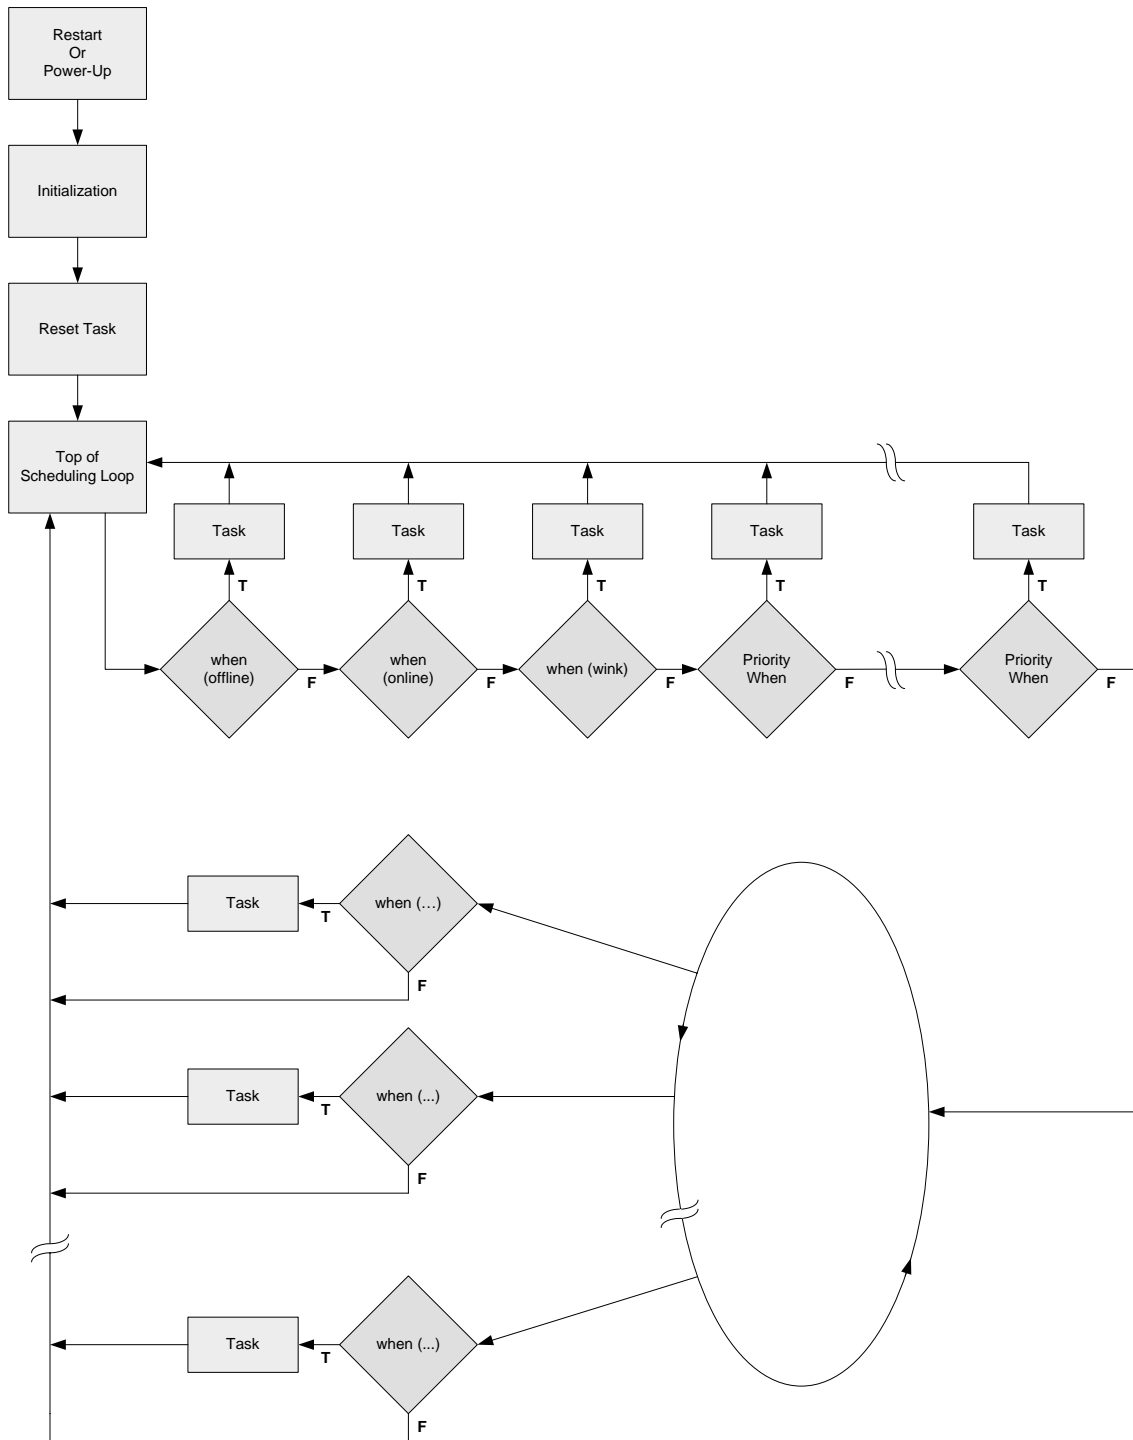 Restart
Or
Power-Up
Initialization
Reset Task
Top of
Scheduling Loop
Task
Task
Task
Task
Task
T
T
T
T
T
when
(offline)
F
when
(online)
F
when (wink)
F
Priority
When
F
Priority
When
F
Task
T
when (…)
F
Task
T
when (...)
F
Task
T
when (...)
F